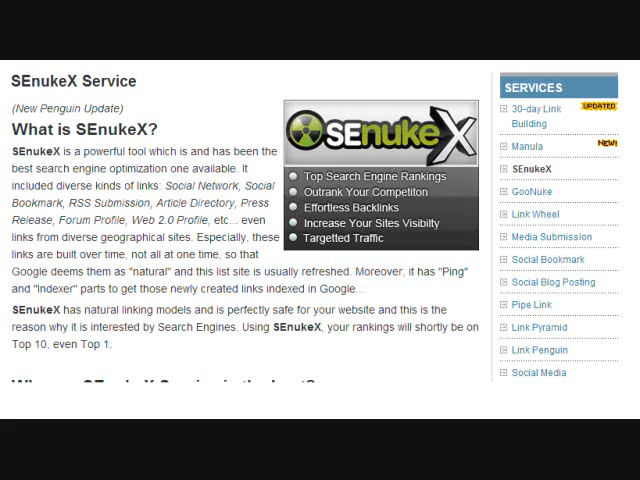 SEnukeX Service
(New Penguin Update)
What is SEnukeX?
SEnukeX is a powerful tool which is and has been the
best search engine optimization one available. It
included diverse kinds of links: Social Network, Social
Bookmark, RSS Submission, Article Directory, Press
Release, Forum Profile, Web 2.0 Profile, etc... even
links from diverse geographical sites. Especially, these
links are built over time, not all at one time, so that
Google deems them as "natural" and this list site is usually refreshed. Moreover, it has "Ping"
and "Indexer" parts to get those newly created links indexed in Google...
SEnukeX has natural linking models and is perfectly safe for your website and this is the
reason why it is interested by Search Engines. Using SEnukeX, your rankings will shortly be on
Top 10, even Top 1.
SEnukeX
Top Search Engine Rankings
Outrank Your Competiton
Effortless Backlinks
Increase Your Sites Visibilty
Targetted Traffic
SERVICES
30-day Link
Building
UPDATED
Manula
NEW!
SEnukeX
GooNuke
Link Wheel
Media Submission
Social Bookmark
Social Blog Posting
Pipe Link
Link Pyramid
Link Penguin
Social Media